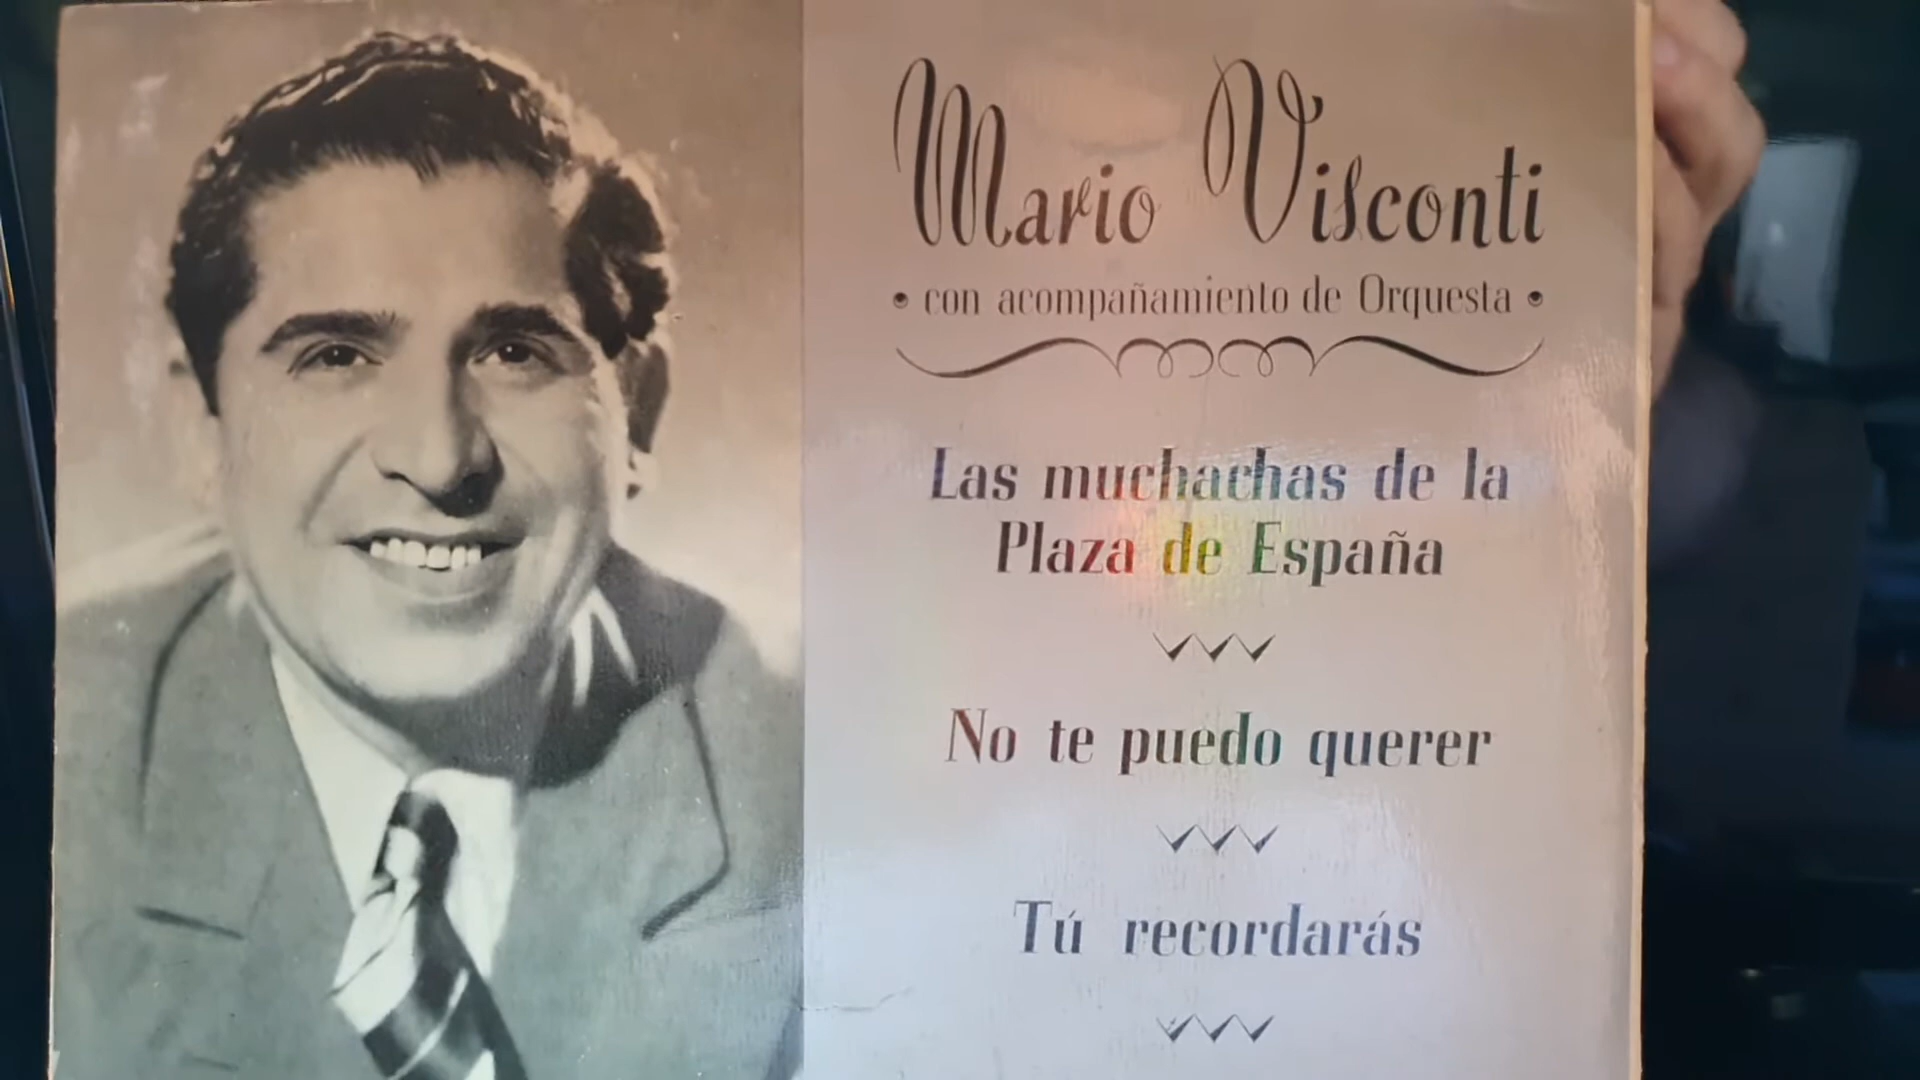 Mario Visconti
• con acompañamiento de Orquesta •
Las muchachas de la
Plaza de España
No te puedo querer
Tú recordarás